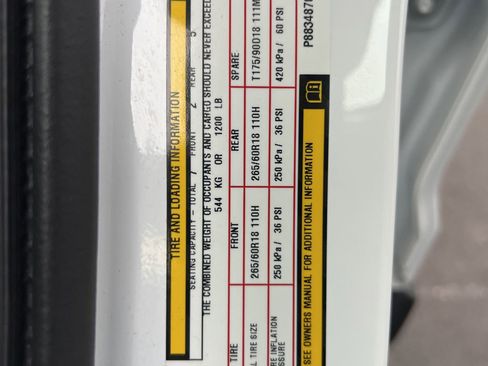 TIRE AND LOADING INFORMATION
SEATING CAPACITY - TOTAL 7 FRONT 2 REAR 5
THE COMBINED WEIGHT OF OCCUPANTS AND CARGO SHOULD NEVER EXCEED
544 KG OR 1200 LB
TIRE FRONT REAR SPARE
TIRE SIZE 265/60R18 110H 265/60R18 110H T175/90D18 111M
INFLATION 250 kPa / 36 PSI 250 kPa / 36 PSI 420 kPa / 60 PSI
SEE OWNERS MANUAL FOR ADDITIONAL INFORMATION